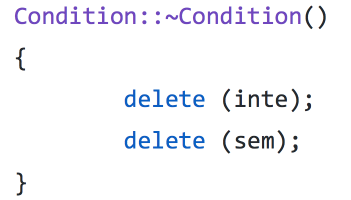 Condition::~Condition()
{
        delete (inte);
        delete (sem);
}